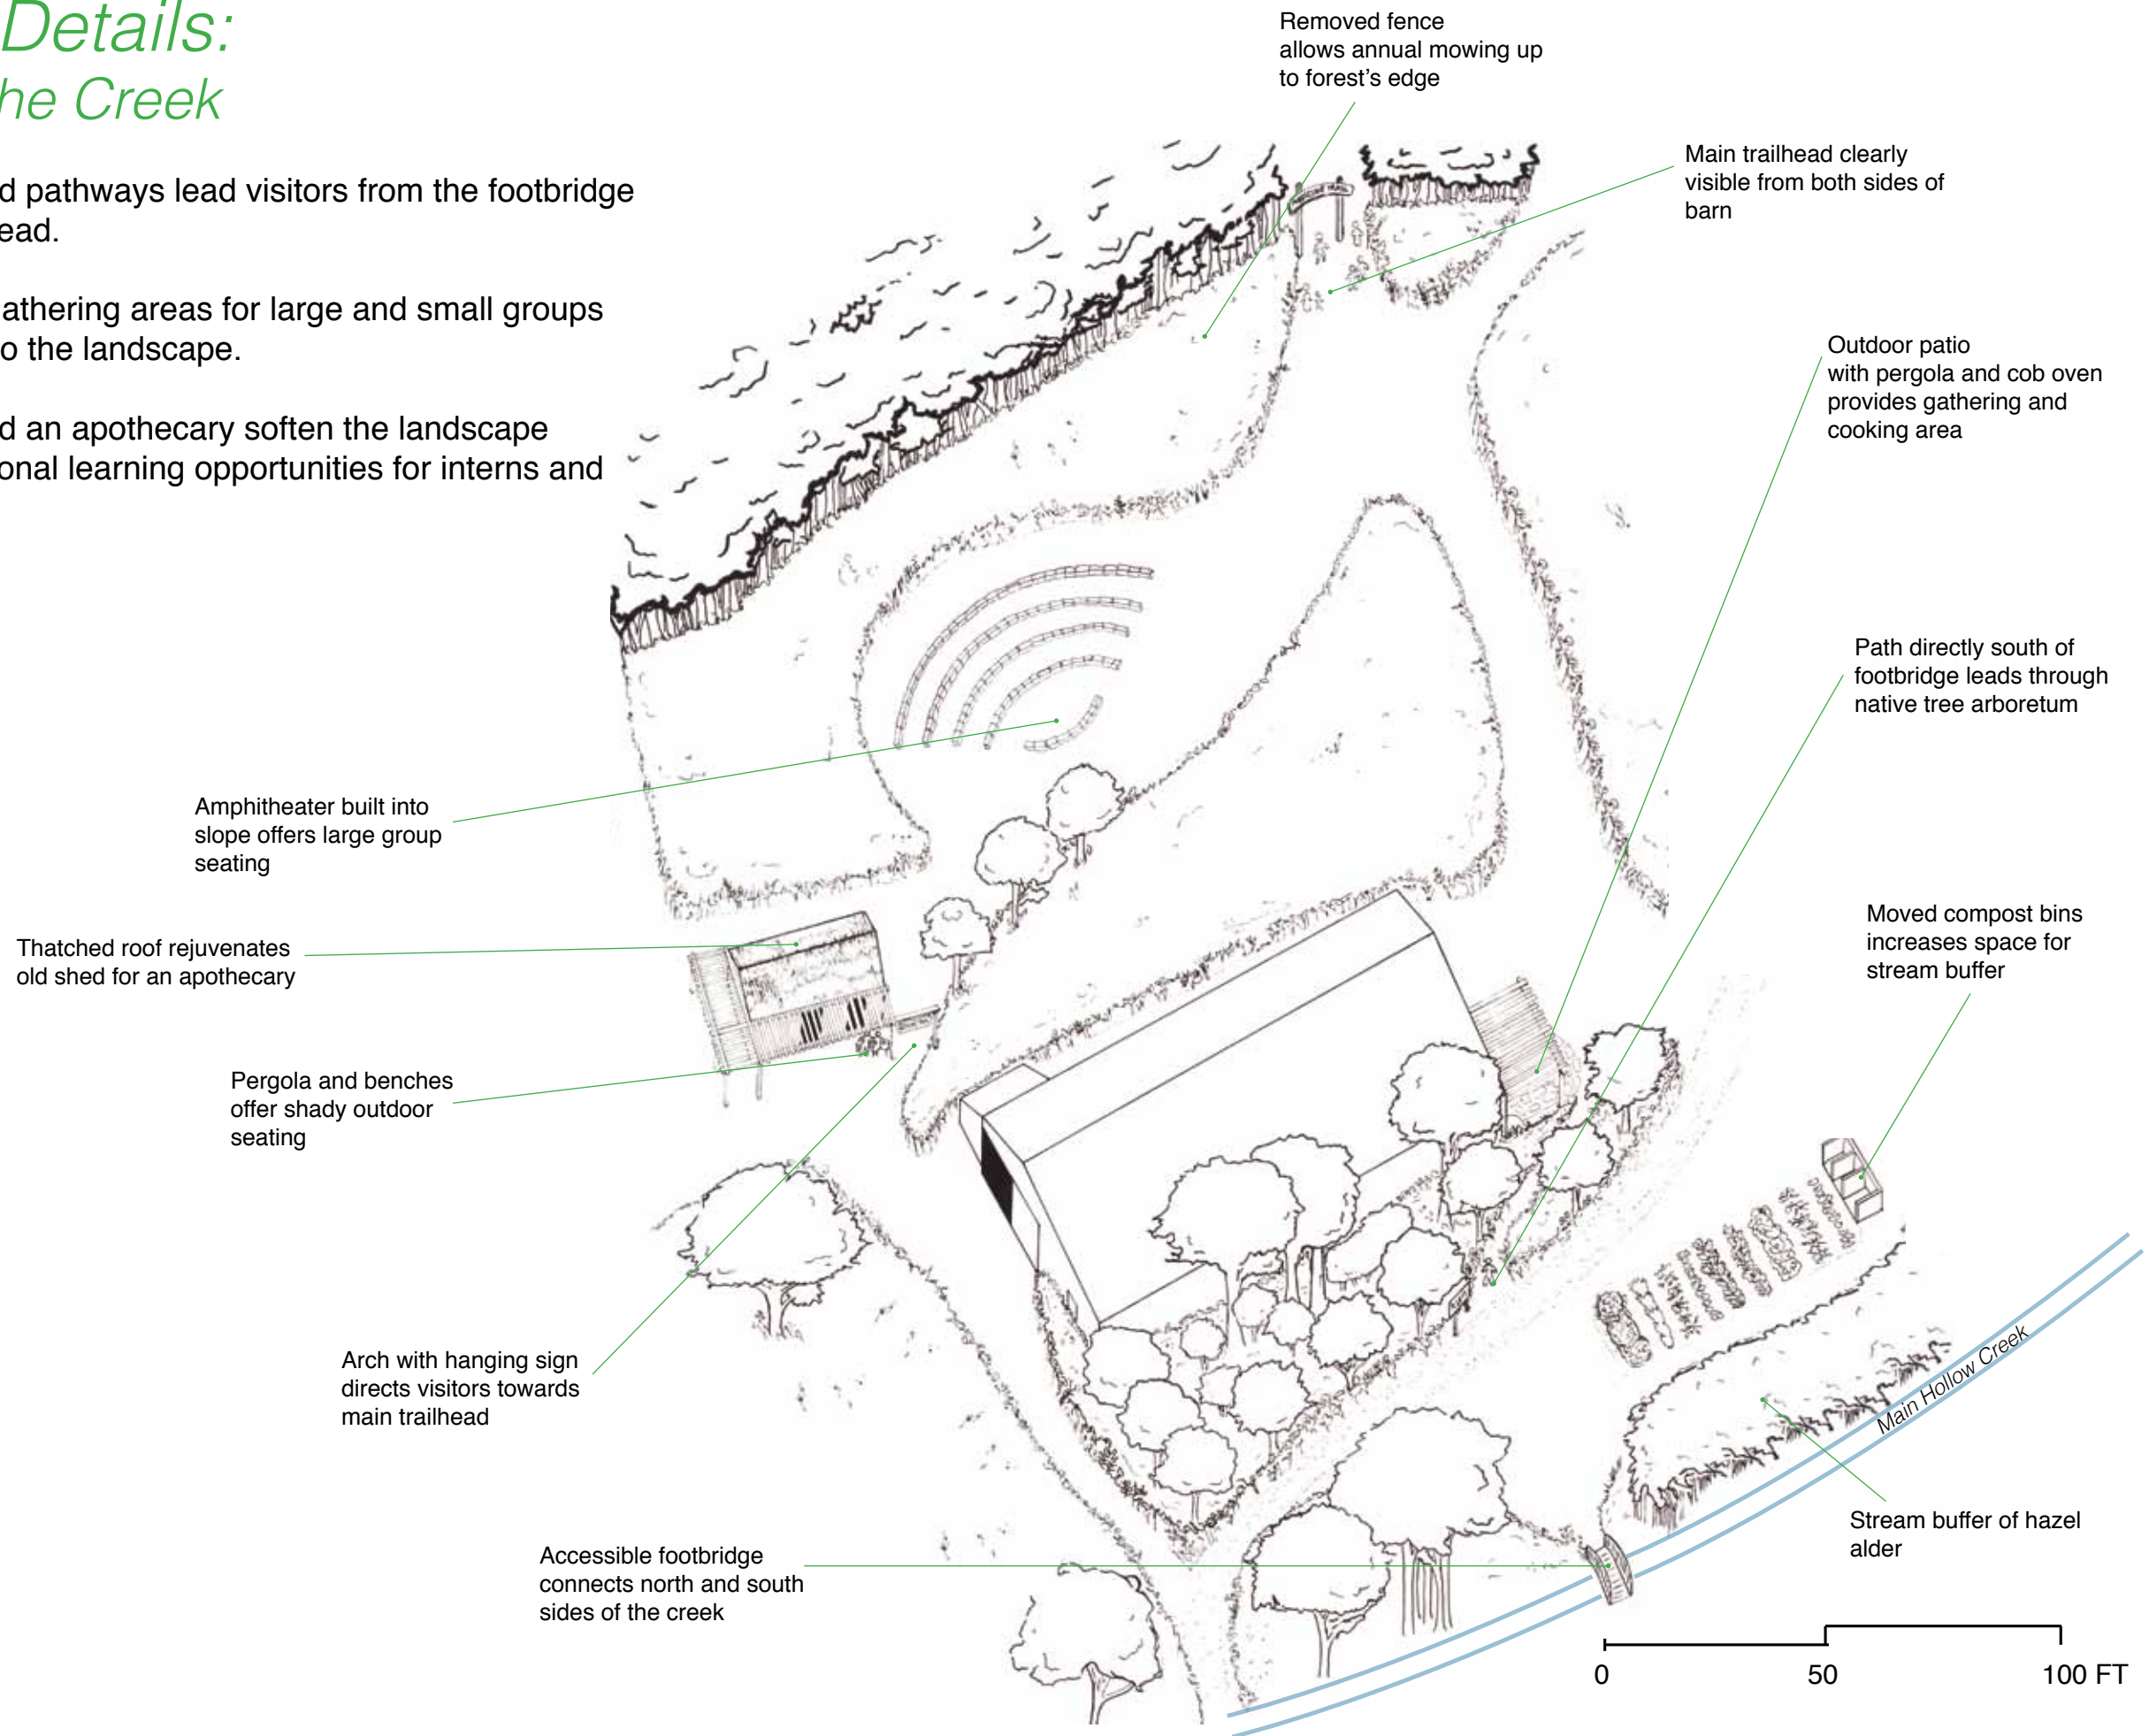 Details:
he Creek
d pathways lead visitors from the footbridge
ead.
athering areas for large and small groups
o the landscape.
d an apothecary soften the landscape
onal learning opportunities for interns and
Removed fence
allows annual mowing up
to forest's edge
Main trailhead clearly
visible from both sides of
barn
Outdoor patio
with pergola and cob oven
provides gathering and
cooking area
Path directly south of
footbridge leads through
native tree arboretum
Amphitheater built into
slope offers large group
seating
Moved compost bins
increases space for
stream buffer
Thatched roof rejuvenates
old shed for an apothecary
Pergola and benches
offer shady outdoor
seating
Arch with hanging sign
directs visitors towards
main trailhead
Main Hollow Creek
Stream buffer of hazel
alder
Accessible footbridge
connects north and south
sides of the creek
0 50 100 FT